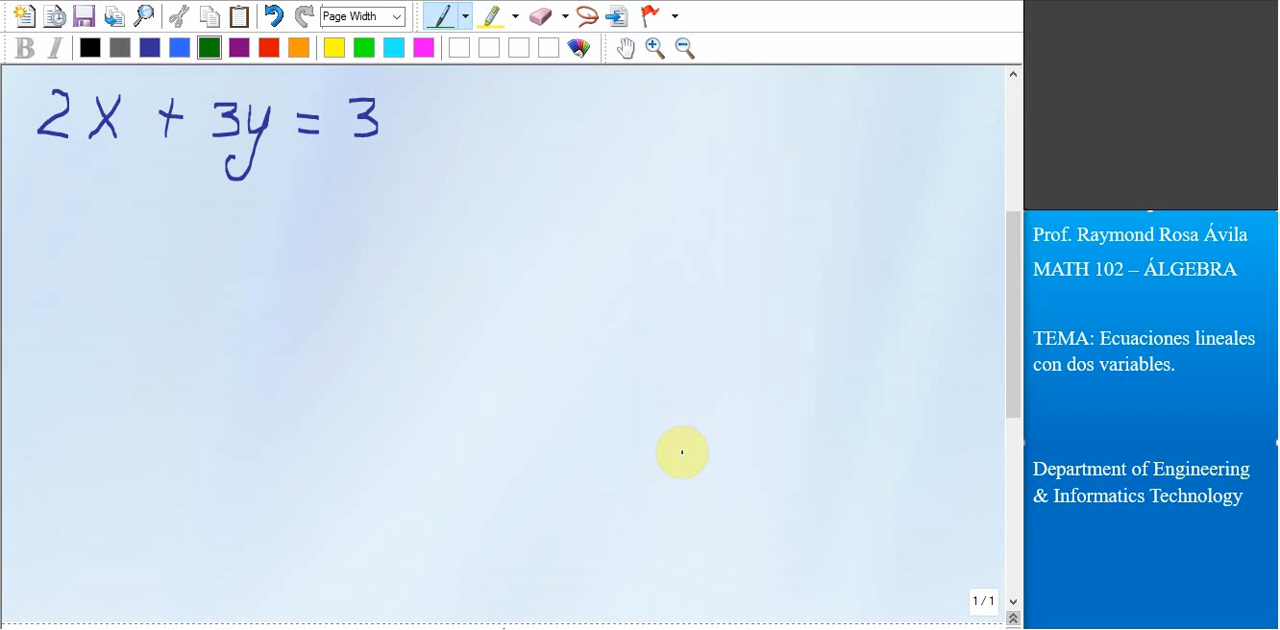 Page Width
B I
2x + 3y = 3
1 / 1
Prof. Raymond Rosa Ávila
MATH 102 – ÁLGEBRA
TEMA: Ecuaciones lineales
con dos variables.
Department of Engineering
& Informatics Technology